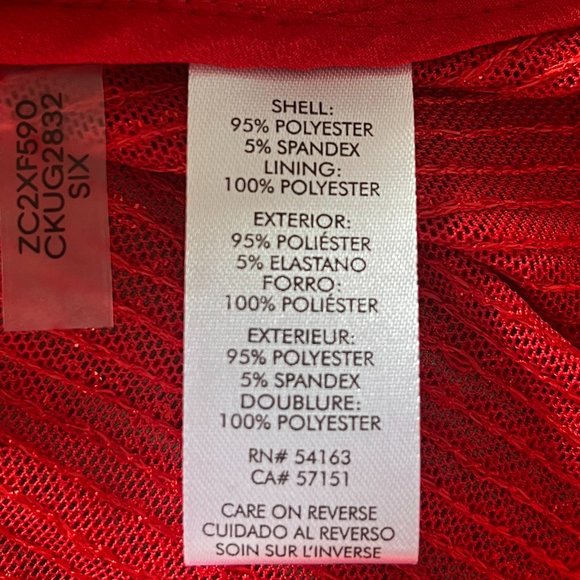 ZC2XF590
CKUG2832
SIX
SHELL:
95% POLYESTER
5% SPANDEX
LINING:
100% POLYESTER
EXTERIOR:
95% POLIÉSTER
5% ELASTANO
FORRO:
100% POLIÉSTER
EXTERIEUR:
95% POLYESTER
5% SPANDEX
DOUBLURE:
100% POLYESTER
RN# 54163
CA# 57151
CARE ON REVERSE
CUIDADO AL REVERSO
SOIN SUR L'INVERSE